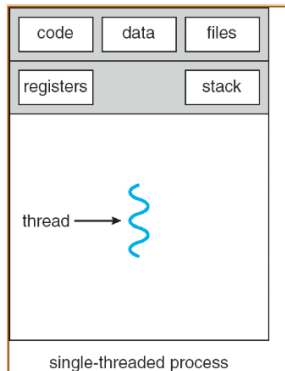 code data files
registers stack
thread
single-threaded process